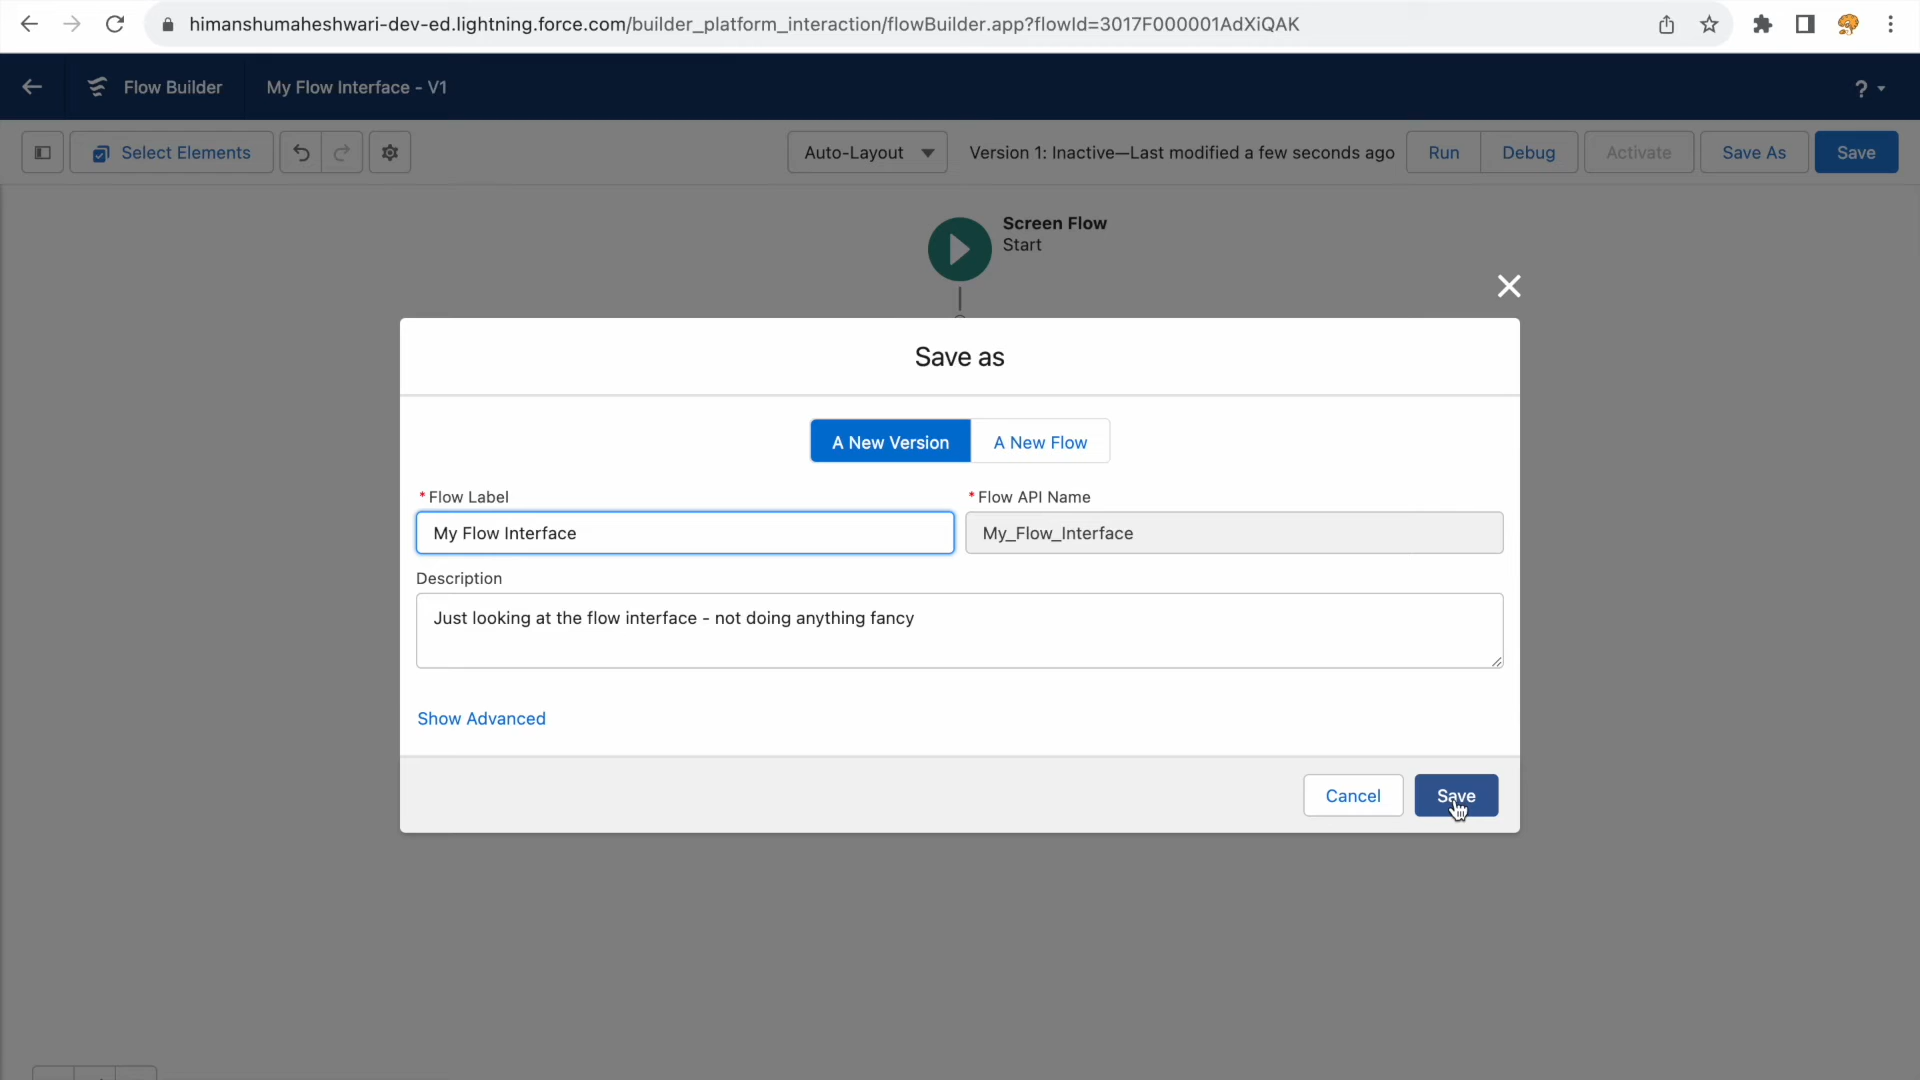 himanshumaheshwari-dev-ed.lightning.force.com/builder_platform_interaction/flowBuilder.app?flowId=3017F000001AdXiQAK
Flow Builder
My Flow Interface - V1
?
Select Elements
Auto-Layout
Version 1: Inactive—Last modified a few seconds ago
Run
Debug
Activate
Save As
Save
Screen Flow
Start
Save as
A New Version
A New Flow
* Flow Label
* Flow API Name
My Flow Interface
My_Flow_Interface
Description
Just looking at the flow interface - not doing anything fancy
Show Advanced
Cancel
Save